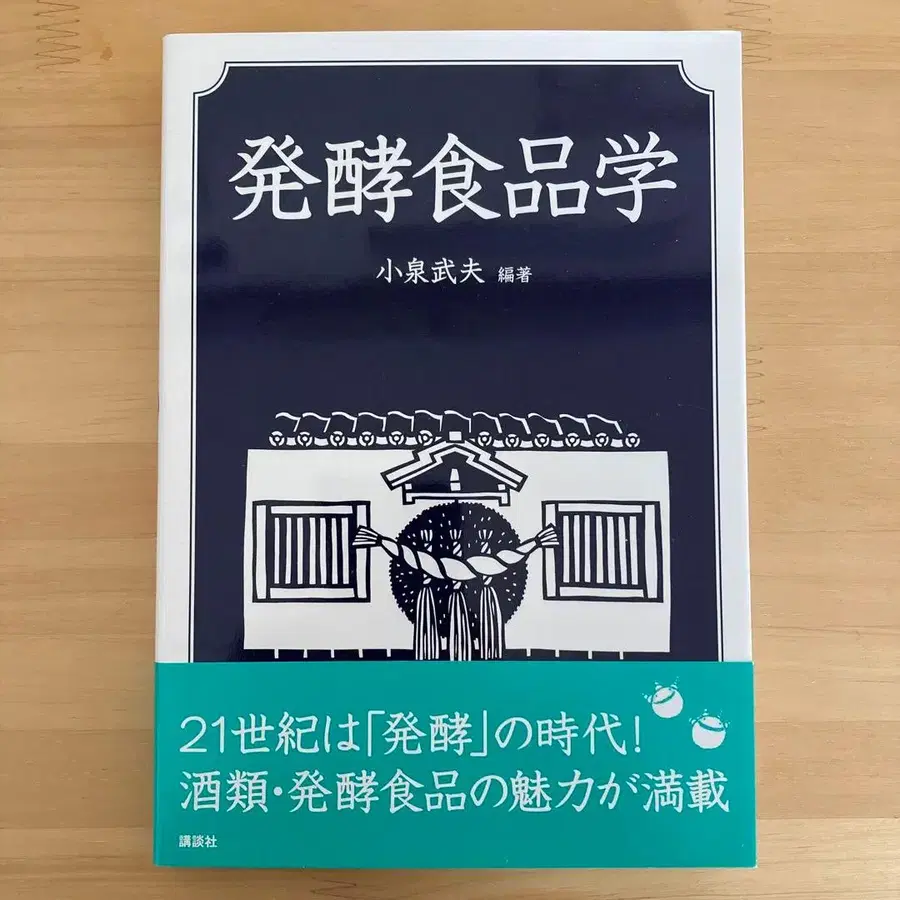 発酵食品学
小泉武夫 編著
21世紀は「発酵」の時代!
酒類・発酵食品の魅力が満載
講談社